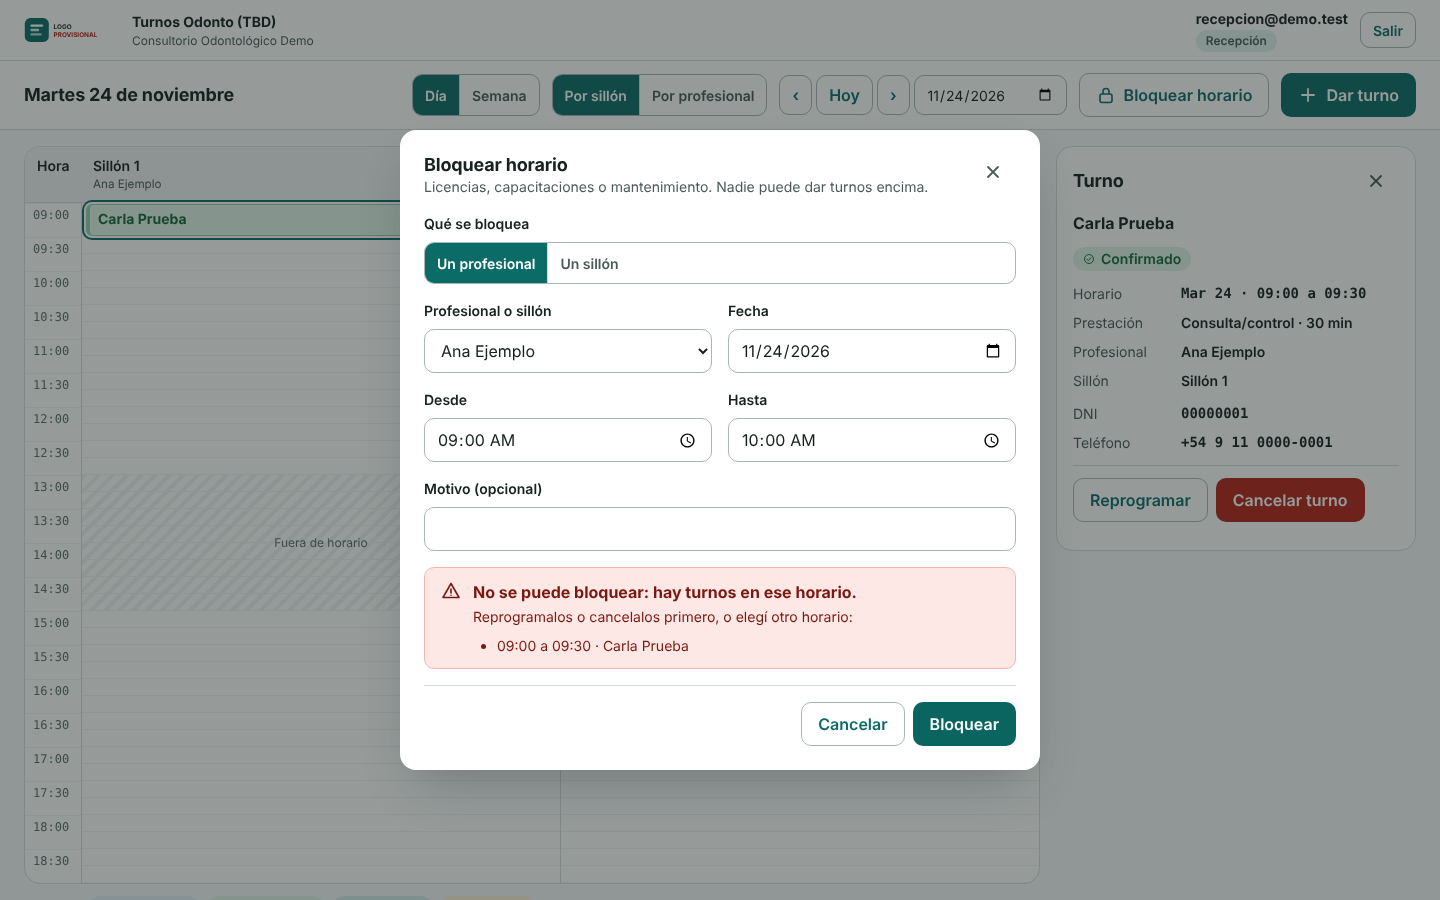 LOGO
PROVISIONAL
Turnos Odonto (TBD)
Consultorio Odontológico Demo
recepcion@demo.test
Recepción
Salir
Martes 24 de noviembre
Día
Semana
Por sillón
Por profesional
‹
Hoy
›
11/24/2026
Bloquear horario
Dar turno
Hora
Sillón 1
Ana Ejemplo
09:00
Carla Prueba
09:30
10:00
10:30
11:00
11:30
12:00
12:30
13:00
13:30
Fuera de horario
14:00
14:30
15:00
15:30
16:00
16:30
17:00
17:30
18:00
18:30
Bloquear horario
Licencias, capacitaciones o mantenimiento. Nadie puede dar turnos encima.
Qué se bloquea
Un profesional
Un sillón
Profesional o sillón
Fecha
Ana Ejemplo
11/24/2026
Desde
Hasta
09:00 AM
10:00 AM
Motivo (opcional)
No se puede bloquear: hay turnos en ese horario.
Reprogramalos o cancelalos primero, o elegí otro horario:
• 09:00 a 09:30 · Carla Prueba
Cancelar
Bloquear
Turno
Carla Prueba
Confirmado
Horario Mar 24 · 09:00 a 09:30
Prestación Consulta/control · 30 min
Profesional Ana Ejemplo
Sillón Sillón 1
DNI 00000001
Teléfono +54 9 11 0000-0001
Reprogramar
Cancelar turno